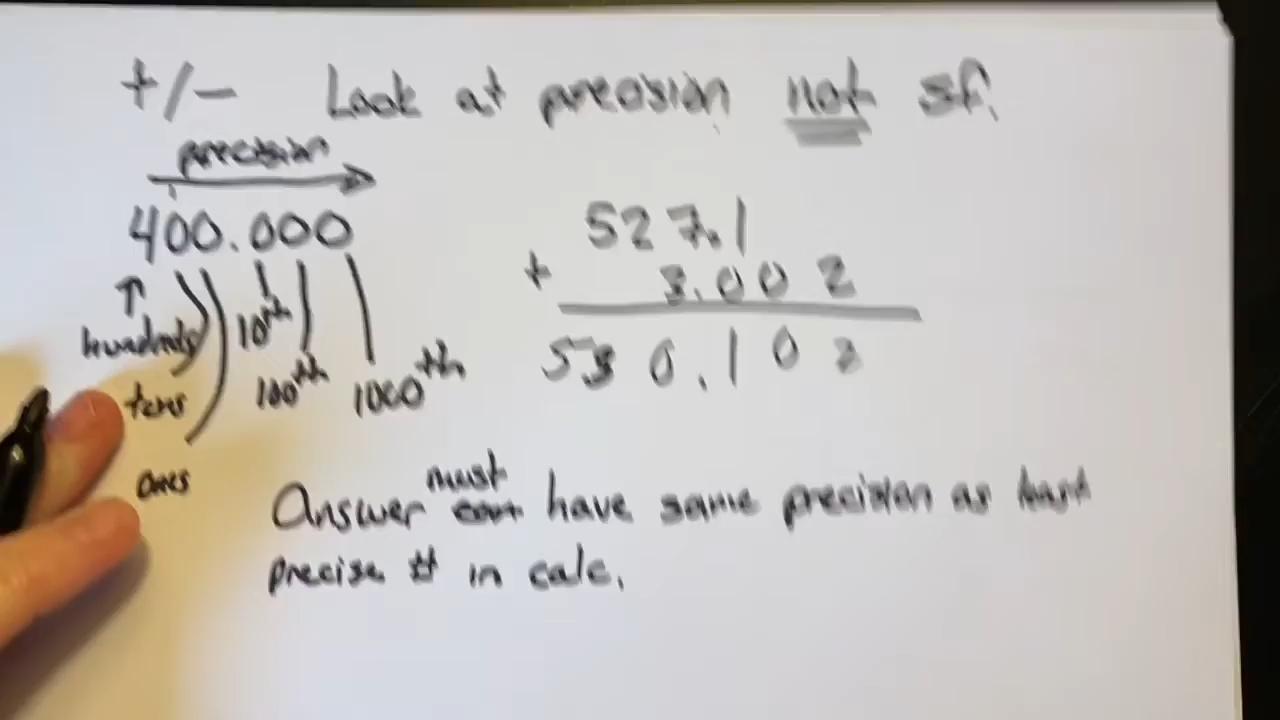 +/- Look at precision not sf.
precision
400.000
hundreds
tens
ones
10th
100th
1000th
527.1
+ 3.002
530.102
must
Answer can have same precision as least
precise # in calc.